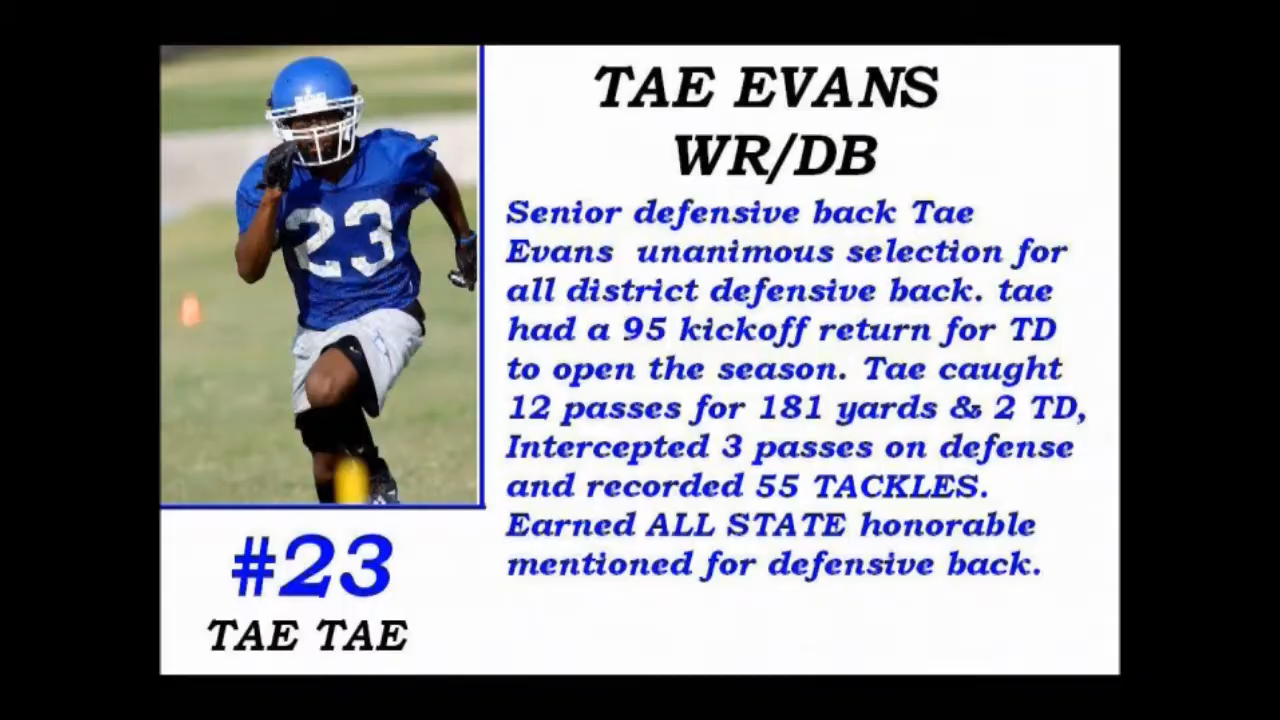 TAE EVANS
WR/DB
Senior defensive back Tae
Evans unanimous selection for
all district defensive back. tae
had a 95 kickoff return for TD
to open the season. Tae caught
12 passes for 181 yards & 2 TD,
Intercepted 3 passes on defense
and recorded 55 TACKLES.
Earned ALL STATE honorable
mentioned for defensive back.
23
#23
TAE TAE